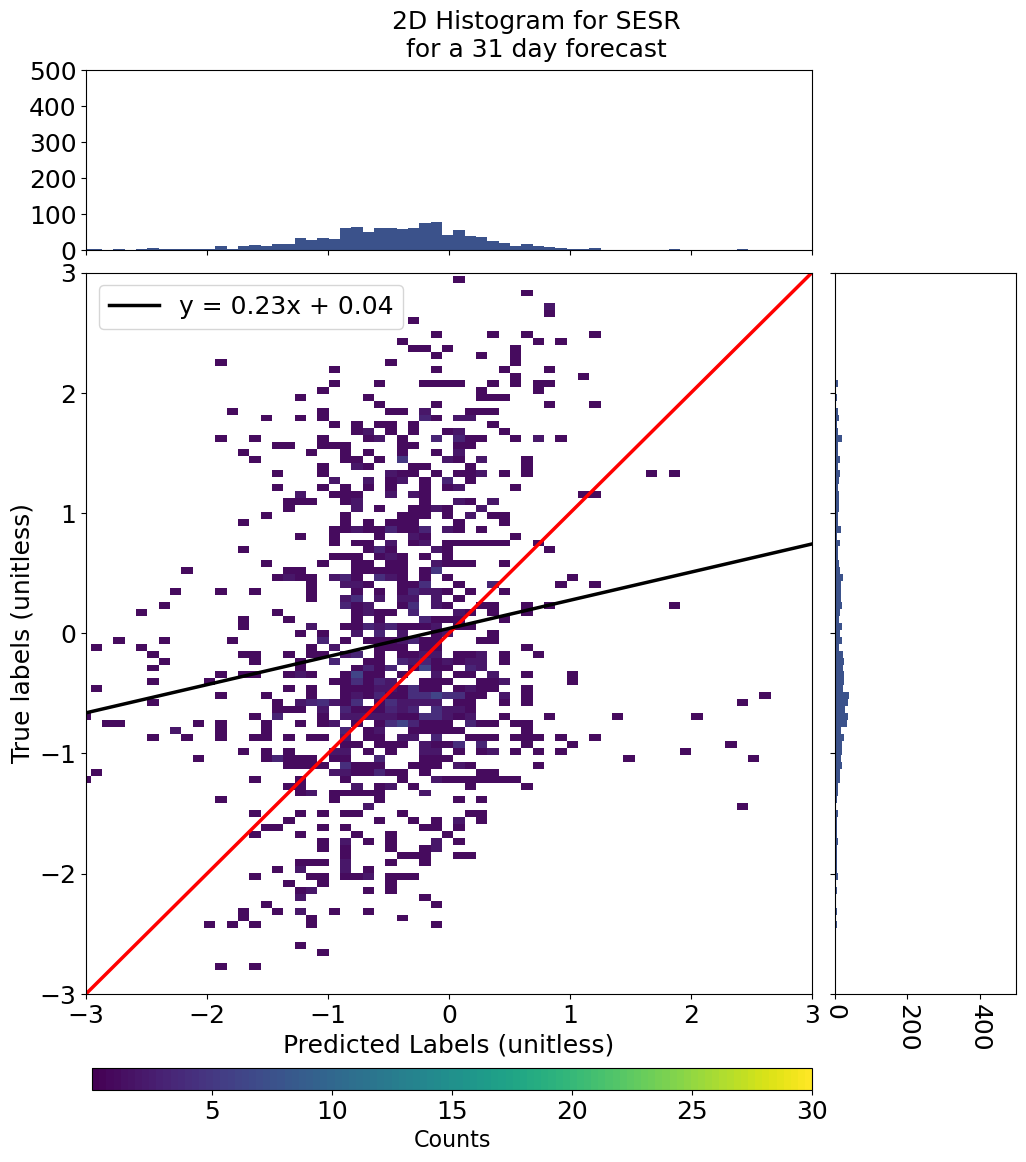 2D Histogram for SESR
for a 31 day forecast
500
400
300
200
100
0
3
2
1
0
−1
−2
−3
True labels (unitless)
y = 0.23x + 0.04
−3 −2 −1 0 1 2 3
Predicted Labels (unitless)
0 200 400
5 10 15 20 25 30
Counts